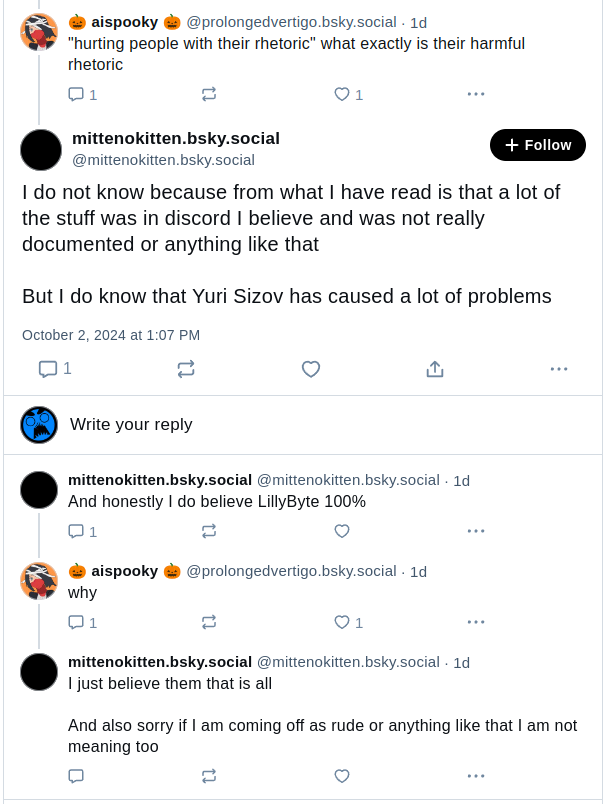 🎃 aispooky 🎃 @prolongedvertigo.bsky.social · 1d
"hurting people with their rhetoric" what exactly is their harmful
rhetoric
1 1
mittenokitten.bsky.social
@mittenokitten.bsky.social
+ Follow
I do not know because from what I have read is that a lot of
the stuff was in discord I believe and was not really
documented or anything like that
But I do know that Yuri Sizov has caused a lot of problems
October 2, 2024 at 1:07 PM
1
Write your reply
mittenokitten.bsky.social @mittenokitten.bsky.social · 1d
And honestly I do believe LillyByte 100%
1
🎃 aispooky 🎃 @prolongedvertigo.bsky.social · 1d
why
1 1
mittenokitten.bsky.social @mittenokitten.bsky.social · 1d
I just believe them that is all
And also sorry if I am coming off as rude or anything like that I am not
meaning too